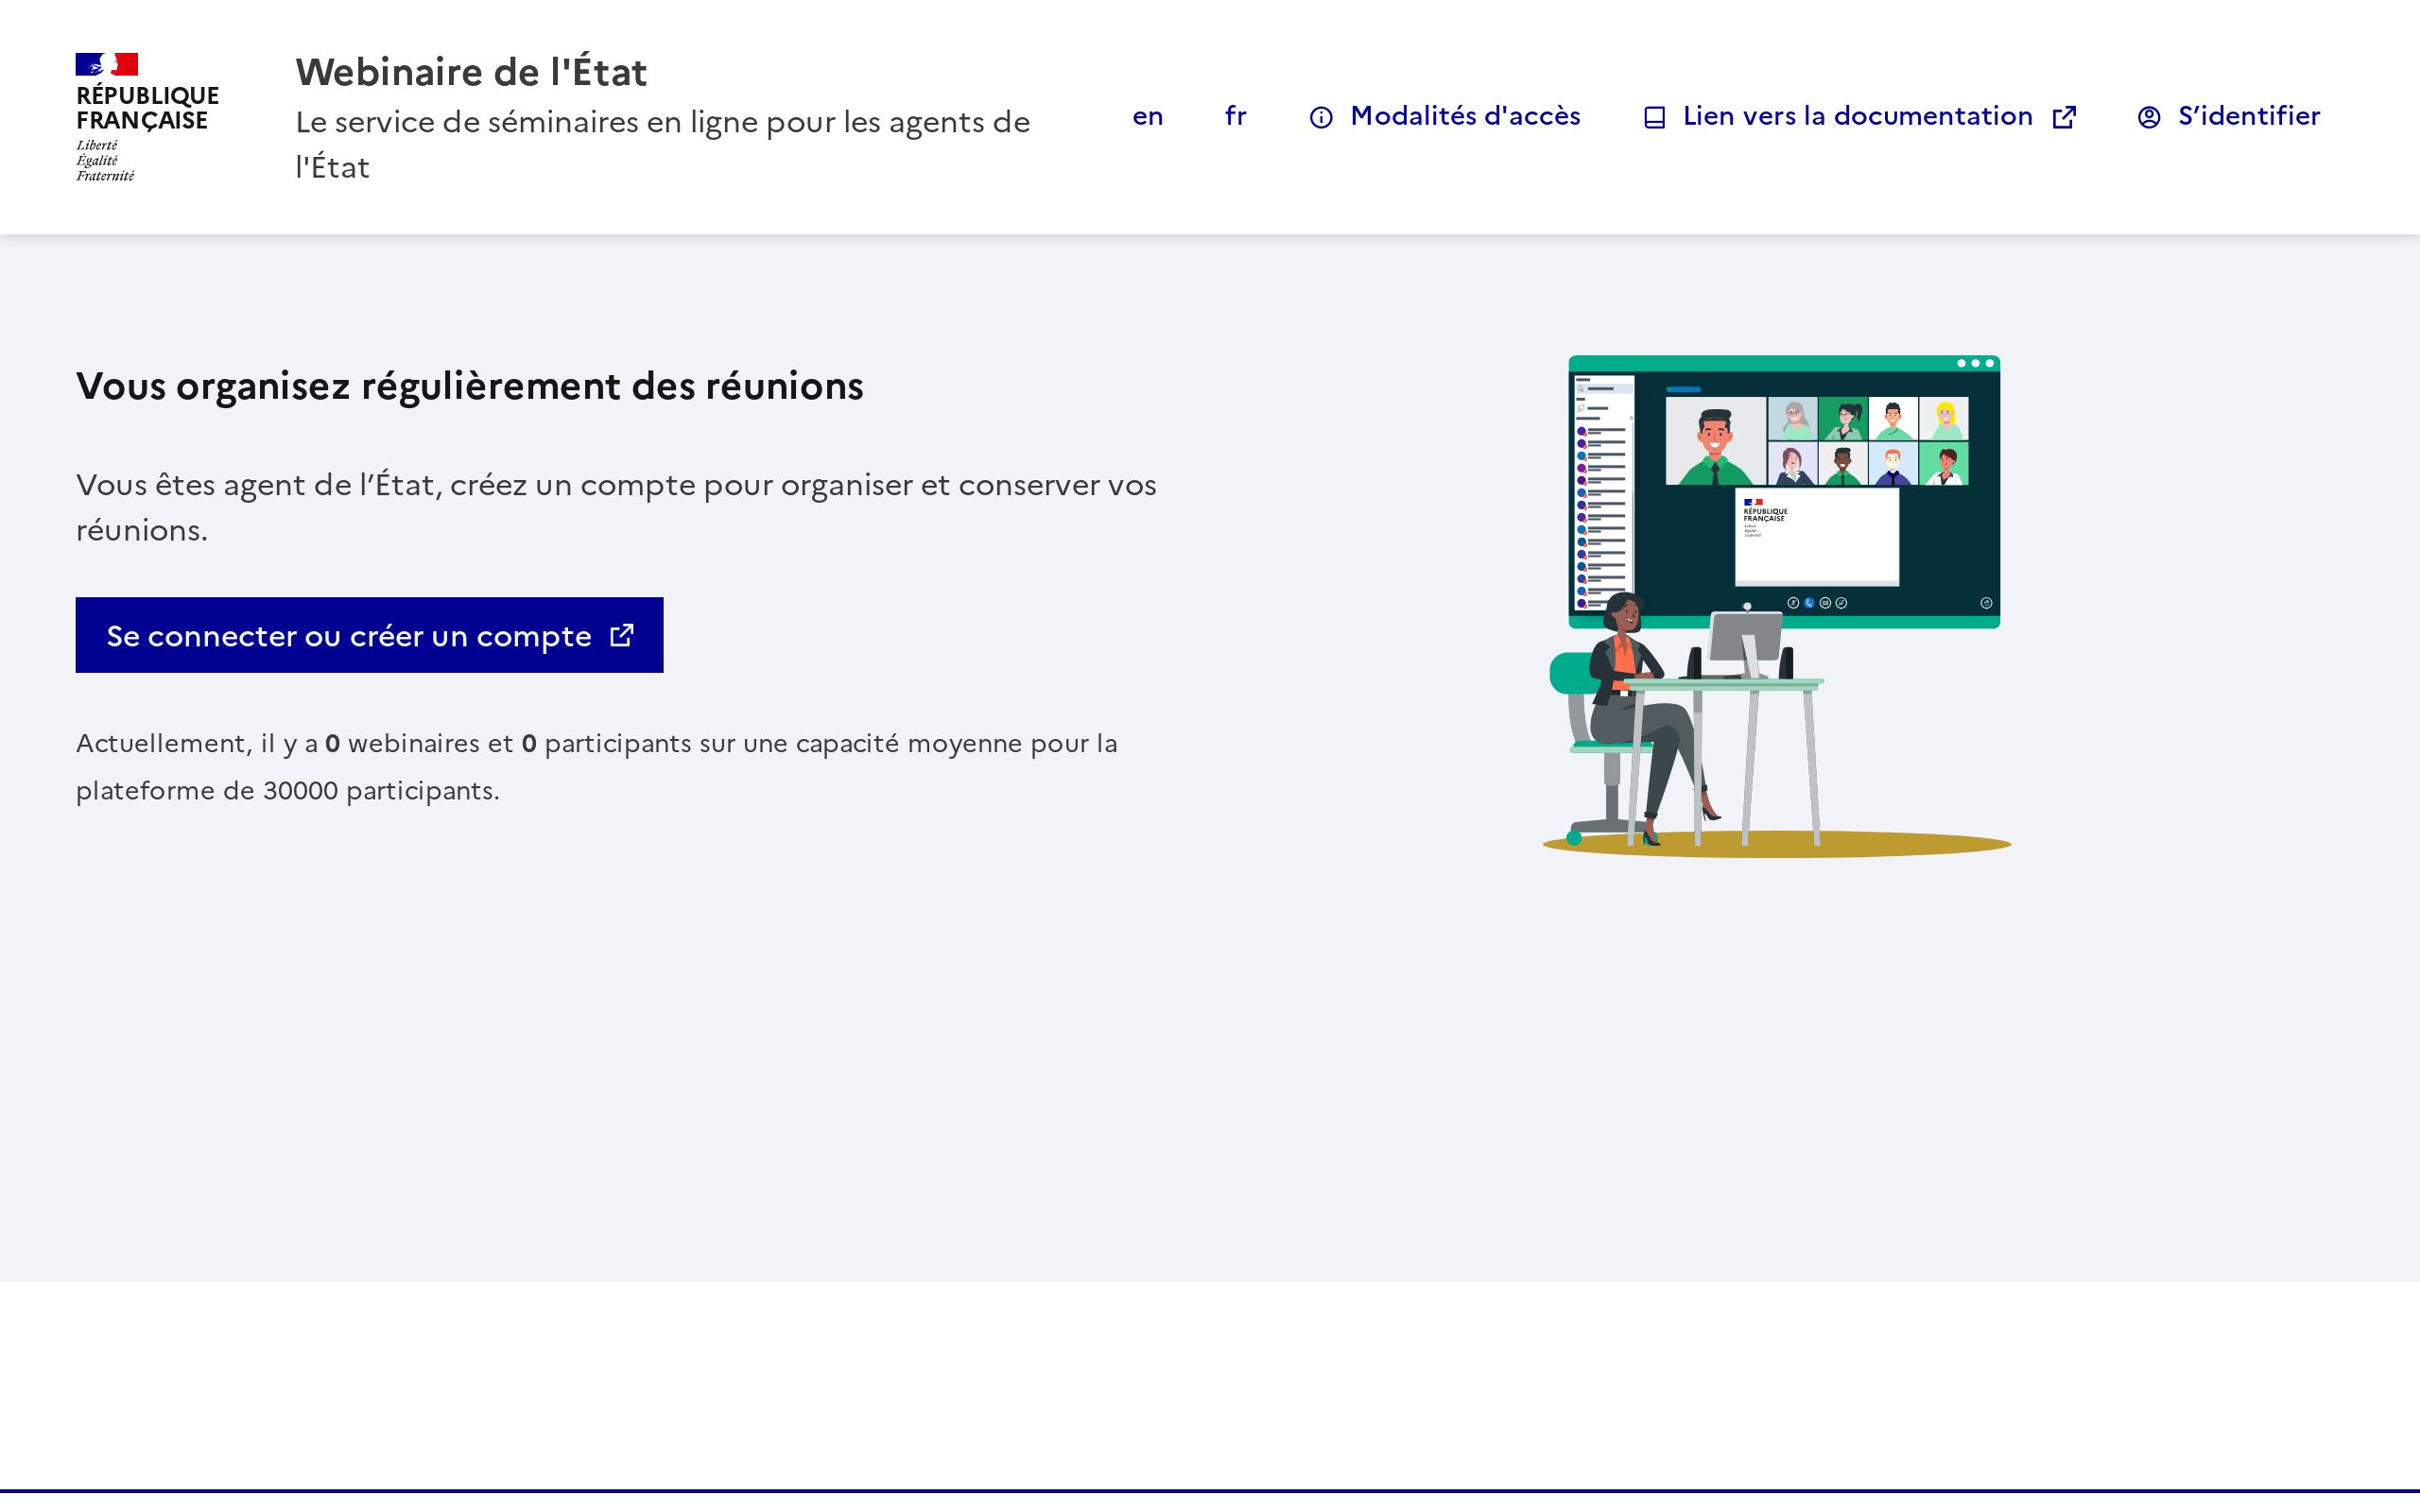 RÉPUBLIQUE
FRANÇAISE
Liberté
Égalité
Fraternité
Webinaire de l'État
Le service de séminaires en ligne pour les agents de
l'État
en
fr
Modalités d'accès
Lien vers la documentation
S’identifier
Vous organisez régulièrement des réunions
Vous êtes agent de l’État, créez un compte pour organiser et conserver vos
réunions.
Se connecter ou créer un compte
Actuellement, il y a 0 webinaires et 0 participants sur une capacité moyenne pour la
plateforme de 30000 participants.
RÉPUBLIQUE
FRANÇAISE